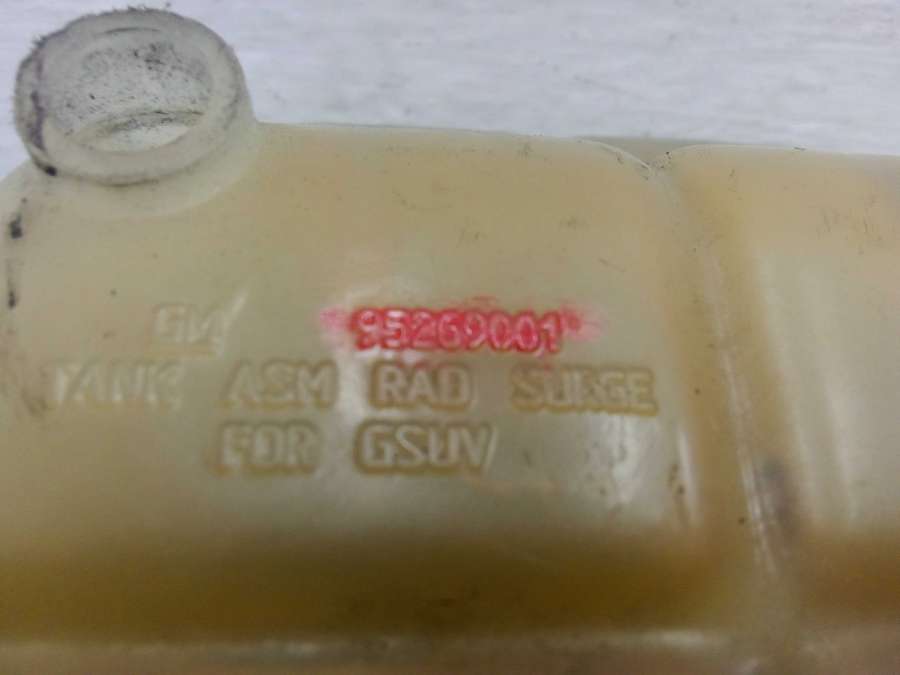 GM 95269001
TANK ASM RAD SURGE
FOR GSUV